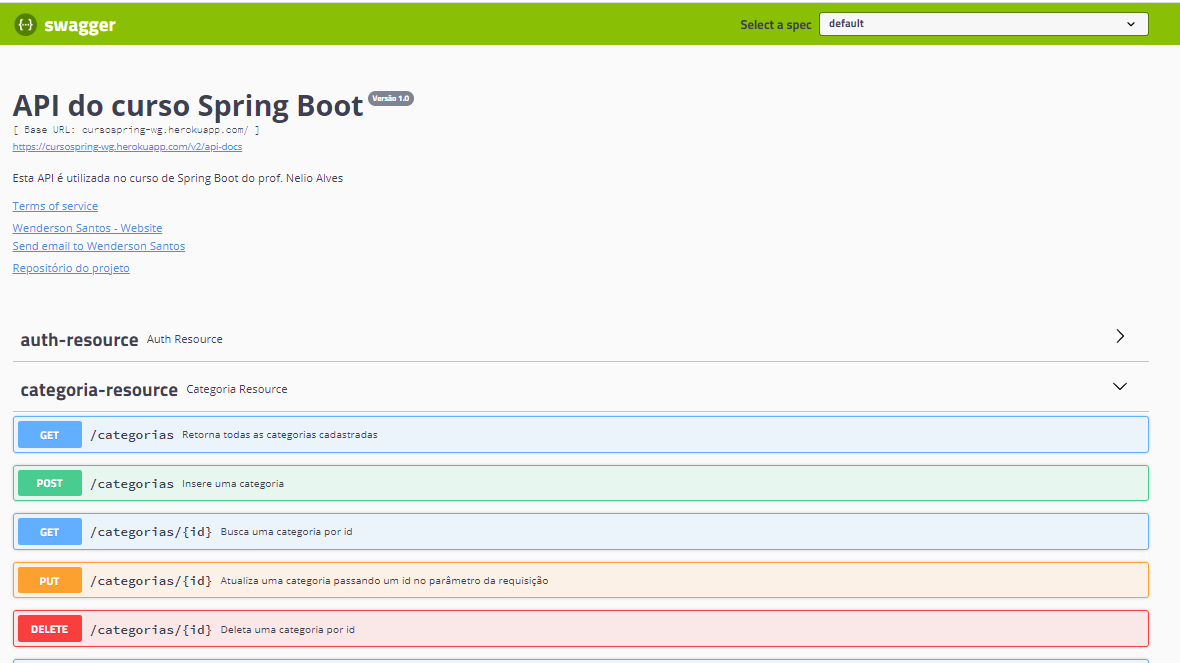 {···} swagger Select a spec default
API do curso Spring Boot Versão 1.0
[ Base URL: cursospring-wg.herokuapp.com/ ]
https://cursospring-wg.herokuapp.com/v2/api-docs
Esta API é utilizada no curso de Spring Boot do prof. Nelio Alves
Terms of service
Wenderson Santos - Website
Send email to Wenderson Santos
Repositório do projeto
auth-resource Auth Resource
categoria-resource Categoria Resource
GET /categorias Retorna todas as categorias cadastradas
POST /categorias Insere uma categoria
GET /categorias/{id} Busca uma categoria por id
PUT /categorias/{id} Atualiza uma categoria passando um id no parâmetro da requisição
DELETE /categorias/{id} Deleta uma categoria por id